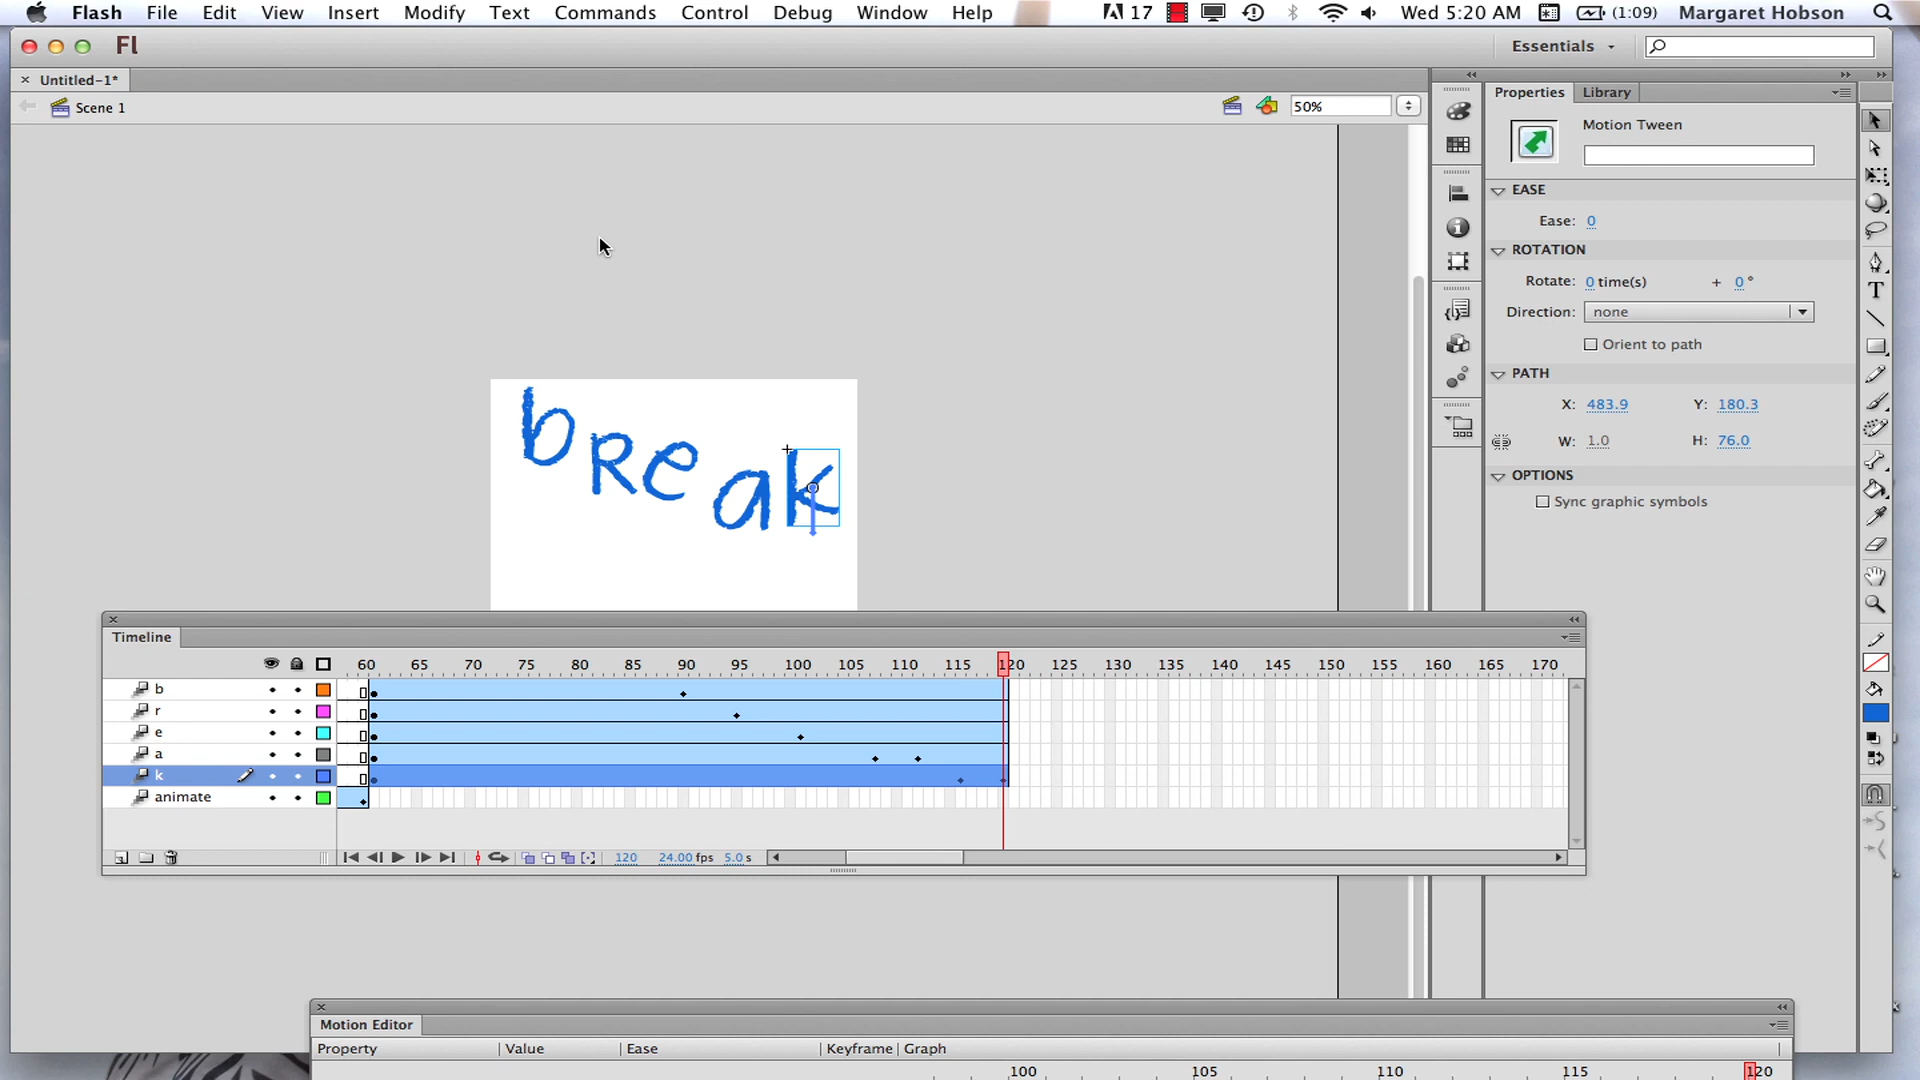 Flash File Edit View Insert Modify Text Commands Control Debug Window Help 17 Wed 5:20 AM (1:09) Margaret Hobson
Fl Essentials
Untitled-1*
Scene 1 50%
Properties Library
Motion Tween
EASE
Ease: 0
ROTATION
Rotate: 0 time(s) + 0 °
Direction: none
Orient to path
PATH
X: 483.9 Y: 180.3
W: 1.0 H: 76.0
OPTIONS
Sync graphic symbols
bReak
Timeline
60 65 70 75 80 85 90 95 100 105 110 115 120 125 130 135 140 145 150 155 160 165 170
b
r
e
a
k
animate
120 24.00 fps 5.0 s
Motion Editor
Property Value Ease Keyframe Graph
100 105 110 115 120